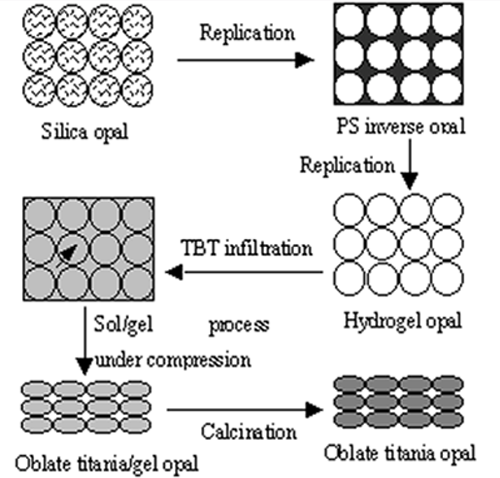 Replication
Silica opal
PS inverse opal
Replication
TBT infiltration
Hydrogel opal
Sol/gel process
under compression
Calcination
Oblate titania/gel opal
Oblate titania opal